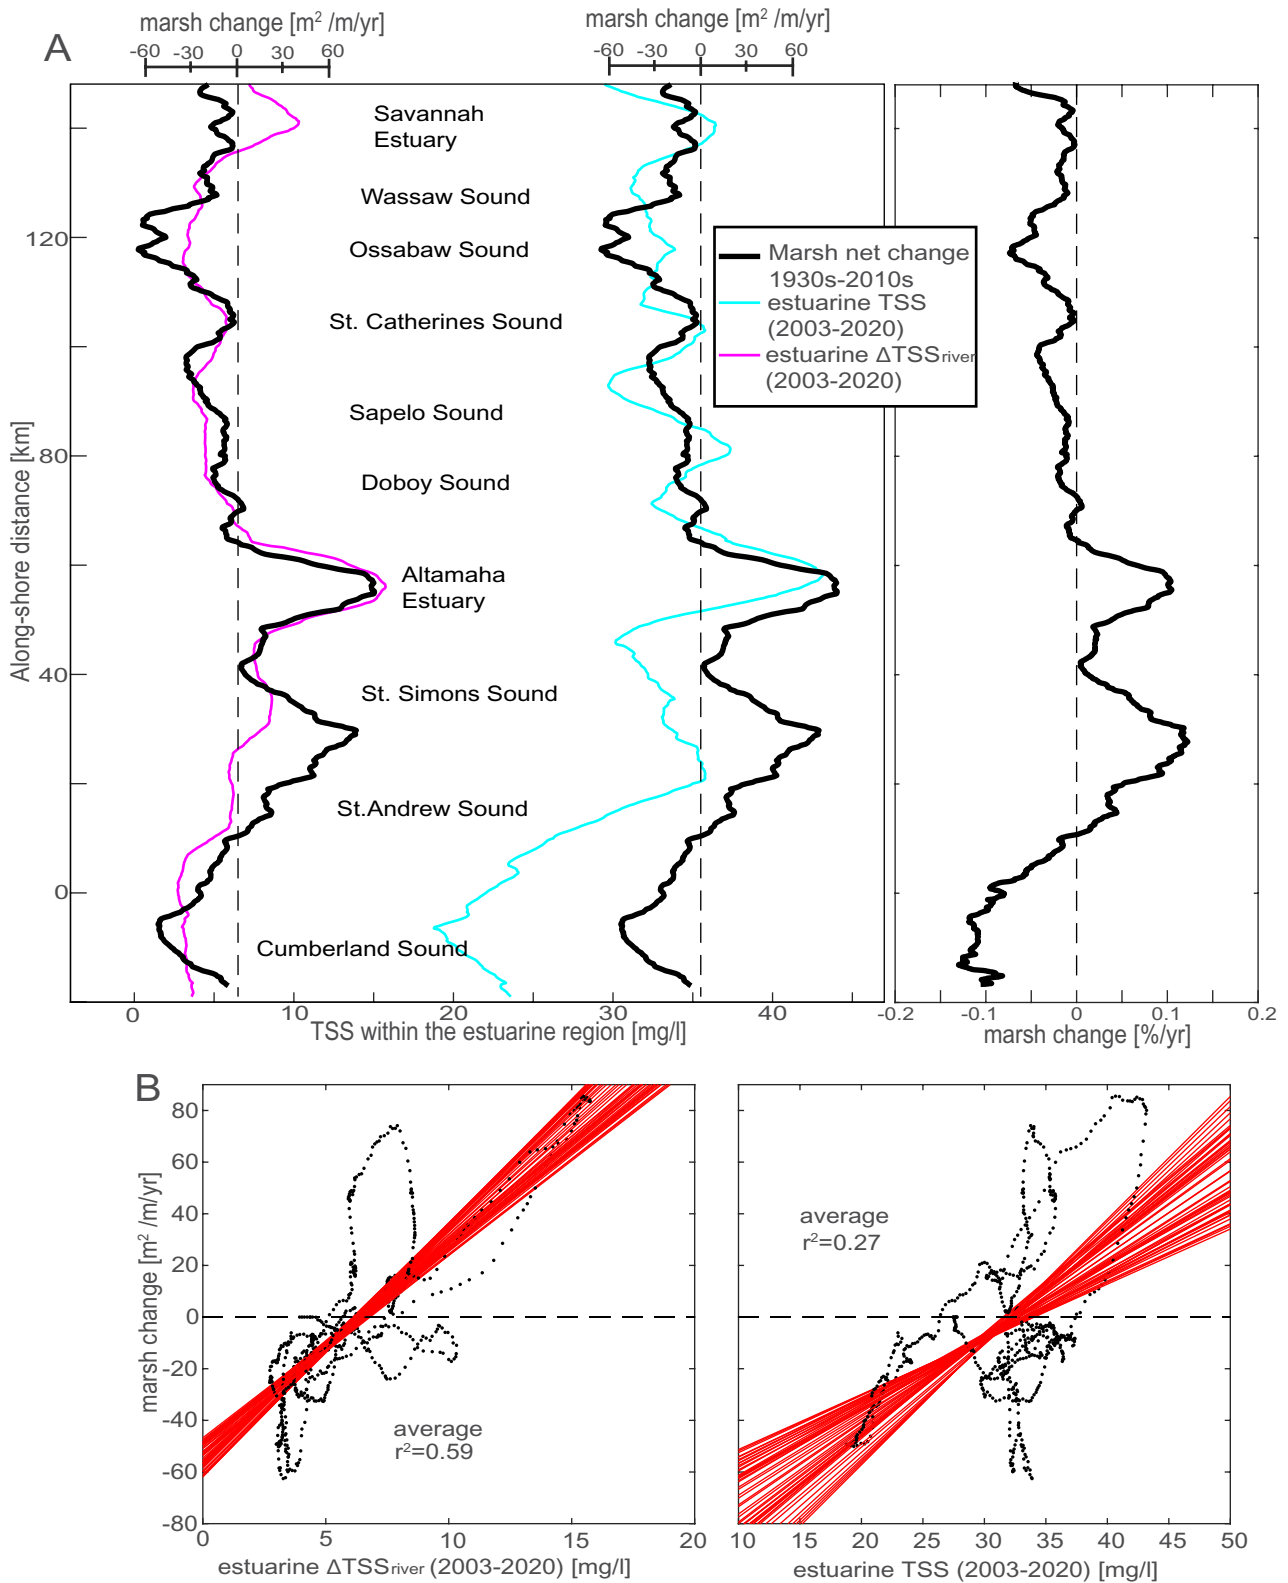 A
marsh change [m² /m/yr]
-60 -30 0 30 60
marsh change [m² /m/yr]
-60 -30 0 30 60
Savannah
Estuary
Wassaw Sound
Ossabaw Sound
St. Catherines Sound
Sapelo Sound
Doboy Sound
Altamaha
Estuary
St. Simons Sound
St.Andrew Sound
Cumberland Sound
Marsh net change
1930s-2010s
estuarine TSS
(2003-2020)
estuarine ΔTSSriver
(2003-2020)
Along-shore distance [km]
120
80
40
0
0 10 20 30 40
TSS within the estuarine region [mg/l]
-0.2 -0.1 0 0.1 0.2
marsh change [%/yr]
B
marsh change [m² /m/yr]
80
60
40
20
0
-20
-40
-60
-80
average
r²=0.59
0 5 10 15 20
estuarine ΔTSSriver (2003-2020) [mg/l]
average
r²=0.27
10 15 20 25 30 35 40 45 50
estuarine TSS (2003-2020) [mg/l]